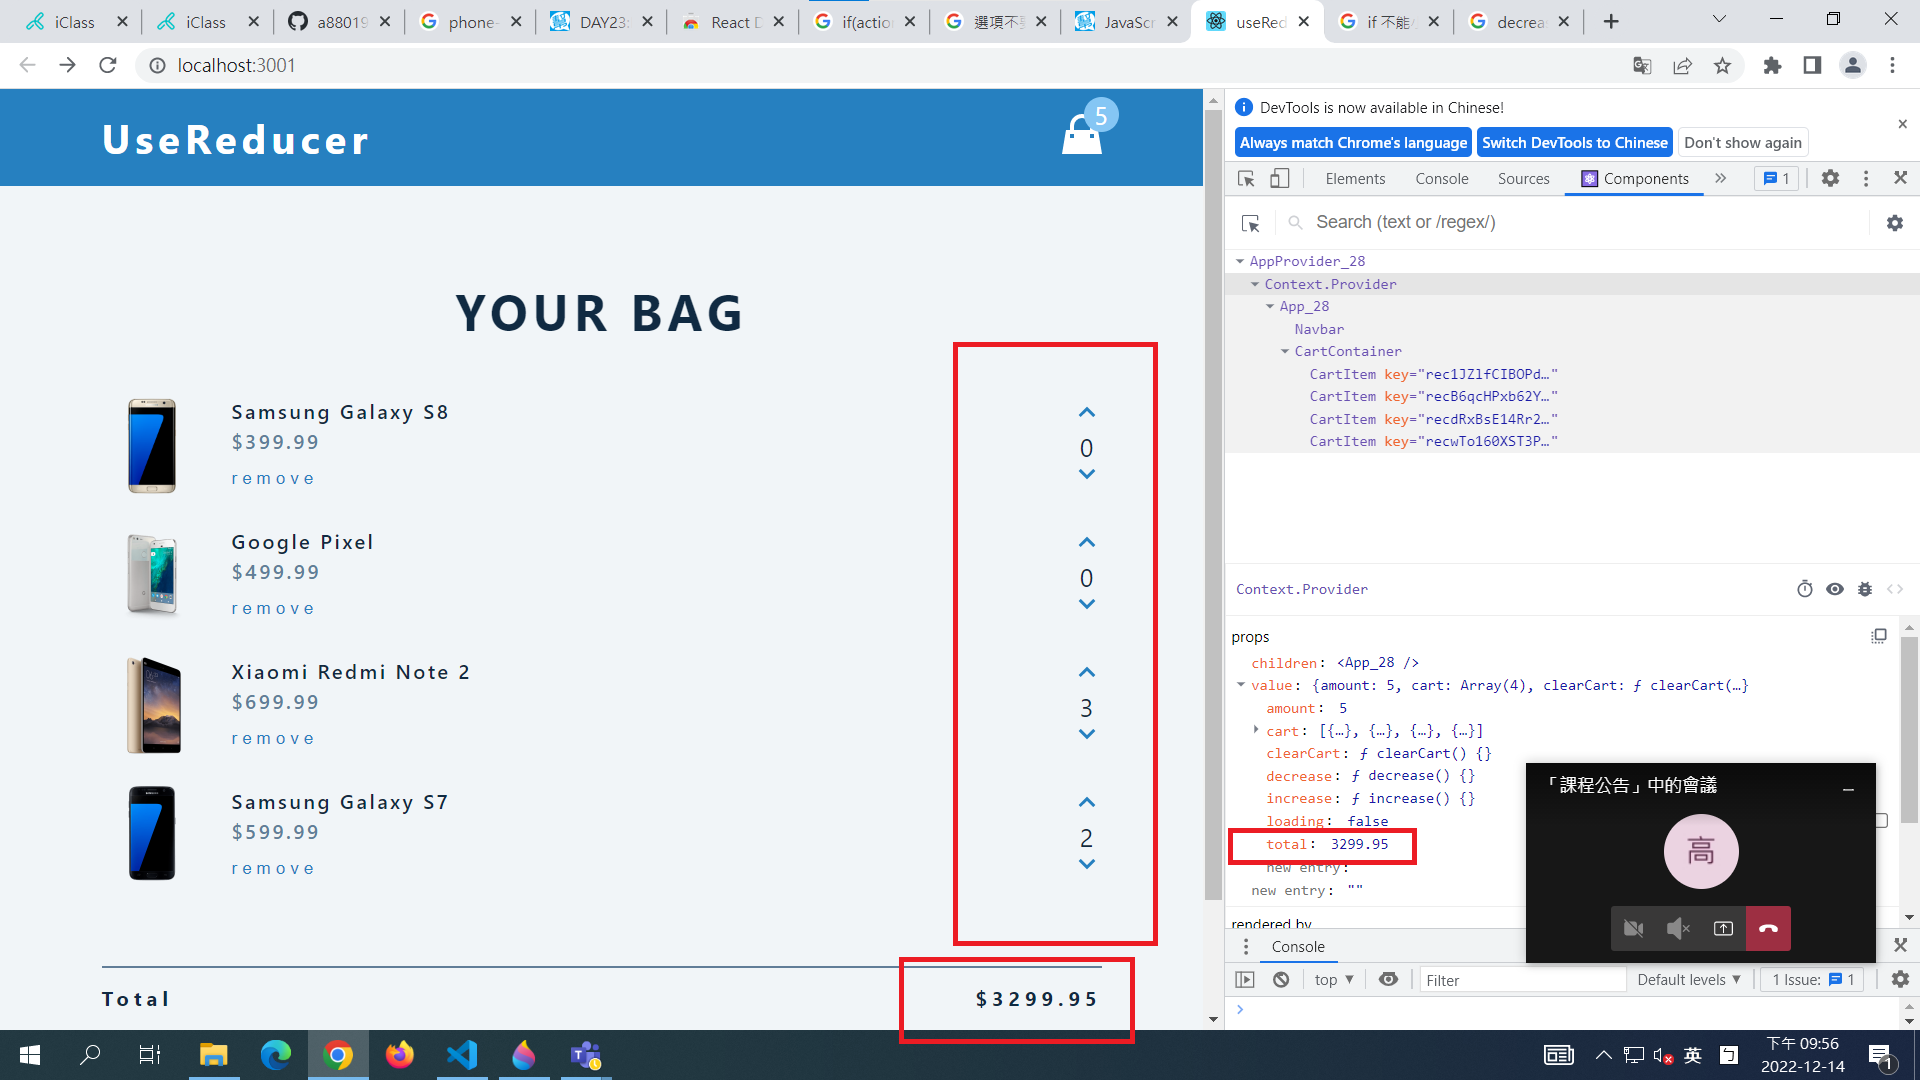 iClass
iClass
a88019
phone-
DAY23:
React D
if(action
選項不
JavaScr
useRed
if 不能
decrea
localhost:3001
UseReducer
5
YOUR BAG
Samsung Galaxy S8
$399.99
remove
0
Google Pixel
$499.99
remove
0
Xiaomi Redmi Note 2
$699.99
remove
3
Samsung Galaxy S7
$599.99
remove
2
Total
$3299.95
DevTools is now available in Chinese!
Always match Chrome's language
Switch DevTools to Chinese
Don't show again
Elements
Console
Sources
Components
1
Search (text or /regex/)
AppProvider_28
Context.Provider
App_28
Navbar
CartContainer
CartItem key="rec1JZlfCIBOPd…"
CartItem key="recB6qcHPxb62Y…"
CartItem key="recdRxBsE14Rr2…"
CartItem key="recwTo160XST3P…"
Context.Provider
props
children: <App_28 />
value: {amount: 5, cart: Array(4), clearCart: ƒ clearCart(…}
amount: 5
cart: [{…}, {…}, {…}, {…}]
clearCart: ƒ clearCart() {}
decrease: ƒ decrease() {}
increase: ƒ increase() {}
loading: false
total: 3299.95
new entry:
new entry: ""
rendered by
「課程公告」中的會議
高
Console
top
Filter
Default levels
1 Issue:
1
英
下午 09:56
2022-12-14
1